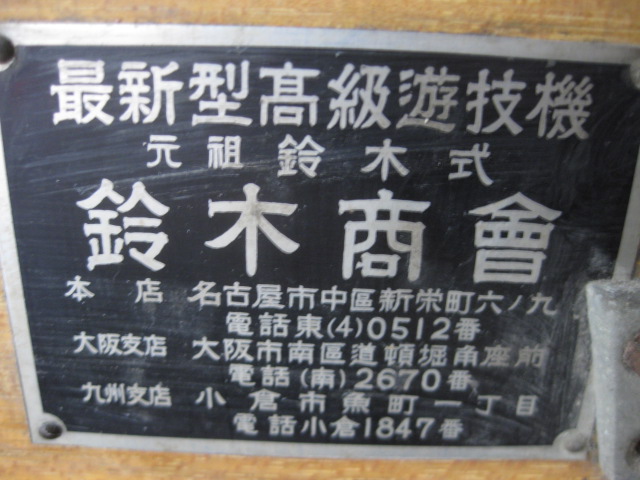 最新型高級遊技機
元祖鈴木式
鈴木商會
本店 名古屋市中區新栄町六ノ九
電話東(4)0512番
大阪支店 大阪市南區道頓堀角座前
電話(南)2670番
九州支店 小倉市魚町一丁目
電話小倉1847番